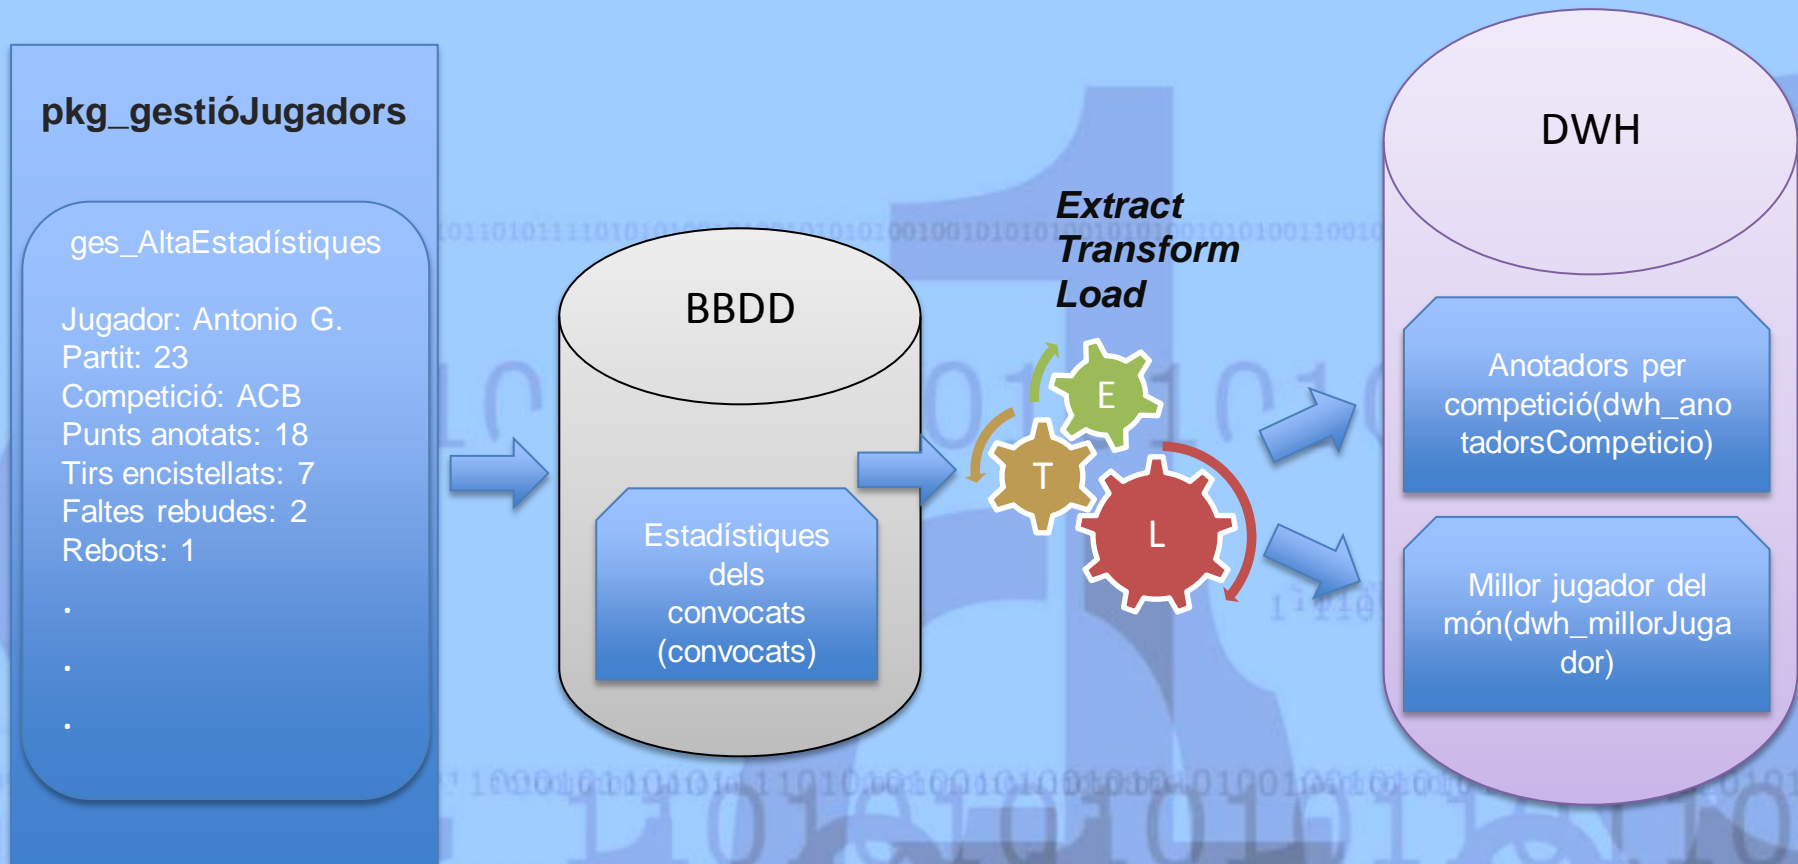 pkg_gestióJugadors
ges_AltaEstadístiques
Jugador: Antonio G.
Partit: 23
Competició: ACB
Punts anotats: 18
Tirs encistellats: 7
Faltes rebudes: 2
Rebots: 1
.
.
.
BBDD
Estadístiques
dels
convocats
(convocats)
Extract
Transform
Load
E
T
L
DWH
Anotadors per
competició(dwh_ano
tadorsCompeticio)
Millor jugador del
món(dwh_millorJuga
dor)